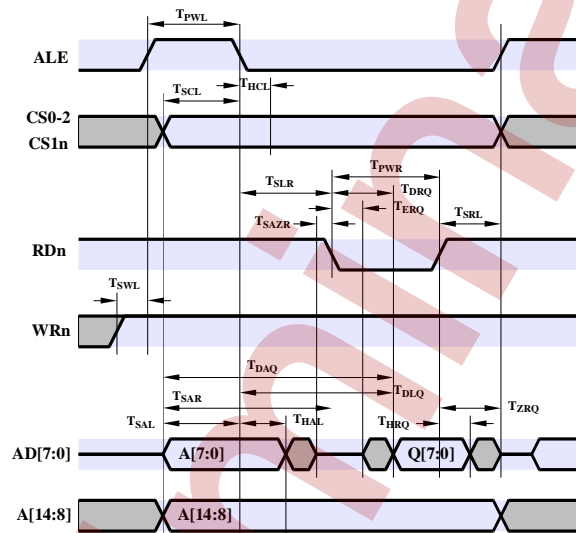 TPWL
ALE
TSCL
THCL
CS0-2
CS1n
TPWR
TSLR
TDRQ
TERQ
TSAZR
TSRL
RDn
TSWL
WRn
TDAQ
TDLQ
TSAR
TZRQ
TSAL
THAL
THRQ
AD[7:0]
A[7:0]
Q[7:0]
A[14:8]
A[14:8]